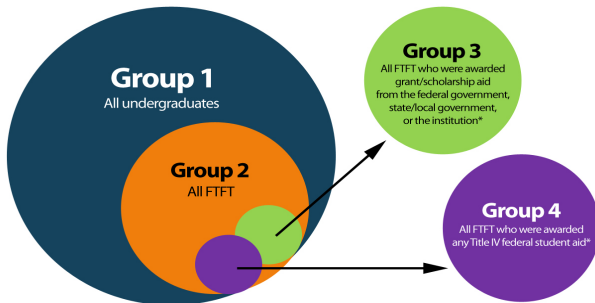 Group 1
All undergraduates
Group 2
All FTFT
Group 3
All FTFT who were awarded
grant/scholarship aid
from the federal government,
state/local government,
or the institution*
Group 4
All FTFT who were awarded
any Title IV federal student aid*